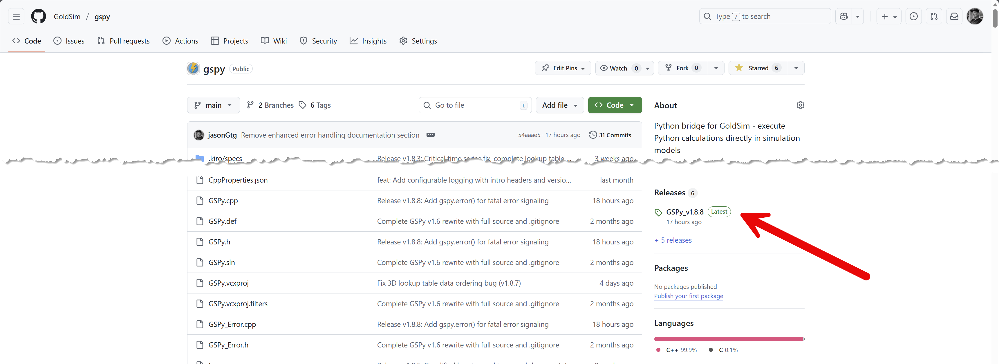 GoldSim / gspy
Type / to search
Code
Issues
Pull requests
Actions
Projects
Wiki
Security
Insights
Settings
gspy Public
Edit Pins
Watch 0
Fork 0
Starred 6
main
2 Branches
6 Tags
Go to file t
Add file
Code
jasonGtg Remove enhanced error handling documentation section
54aaae5 · 17 hours ago
31 Commits
.kiro/specs Release v1.8.3: Critical time series fix, complete lookup table ... 3 weeks ago
CppProperties.json feat: Add configurable logging with intro headers and versio... last month
GSPy.cpp Release v1.8.8: Add gspy.error() for fatal error signaling 18 hours ago
GSPy.def Complete GSPy v1.6 rewrite with full source and .gitignore 2 months ago
GSPy.h Release v1.8.8: Add gspy.error() for fatal error signaling 18 hours ago
GSPy.sln Complete GSPy v1.6 rewrite with full source and .gitignore 2 months ago
GSPy.vcxproj Fix 3D lookup table data ordering bug (v1.8.7) 4 days ago
GSPy.vcxproj.filters Complete GSPy v1.6 rewrite with full source and .gitignore 2 months ago
GSPy_Error.cpp Release v1.8.8: Add gspy.error() for fatal error signaling 18 hours ago
GSPy_Error.h Complete GSPy v1.6 rewrite with full source and .gitignore 2 months ago
About
Python bridge for GoldSim - execute
Python calculations directly in simulation
models
Releases 6
GSPy_v1.8.8 Latest
17 hours ago
+ 5 releases
Packages
No packages published
Publish your first package
Languages
C++ 99.9%
C 0.1%